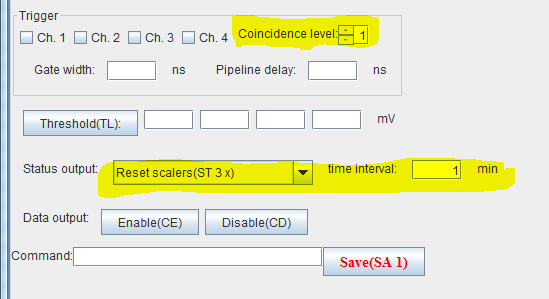 Trigger
Ch. 1 Ch. 2 Ch. 3 Ch. 4 Coincidence level: 1
Gate width: ns Pipeline delay: ns
Threshold(TL): mV
Status output: Reset scalers(ST 3 x) time interval: 1 min
Data output: Enable(CE) Disable(CD)
Command: Save(SA 1)